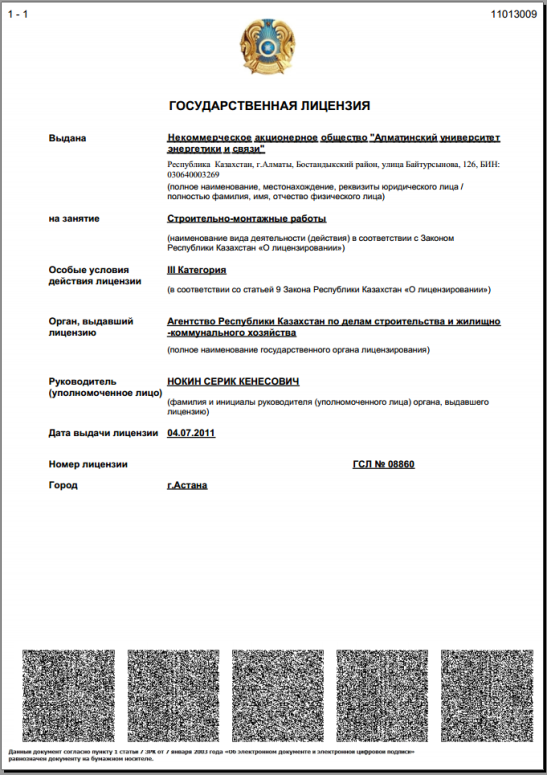 1 - 1 11013009
ГОСУДАРСТВЕННАЯ ЛИЦЕНЗИЯ
Выдана Некоммерческое акционерное общество "Алматинский университет
энергетики и связи"
Республика Казахстан, г.Алматы, Бостандыкский район, улица Байтурсынова, 126, БИН:
030640003269
(полное наименование, местонахождение, реквизиты юридического лица /
полностью фамилия, имя, отчество физического лица)
на занятие Строительно-монтажные работы
(наименование вида деятельности (действия) в соответствии с Законом
Республики Казахстан «О лицензировании»)
Особые условия III Категория
действия лицензии
(в соответствии со статьей 9 Закона Республики Казахстан «О лицензировании»)
Орган, выдавший Агентство Республики Казахстан по делам строительства и жилищно
лицензию -коммунального хозяйства
(полное наименование государственного органа лицензирования)
Руководитель НОКИН СЕРИК КЕНЕСОВИЧ
(уполномоченное лицо)
(фамилия и инициалы руководителя (уполномоченного лица) органа, выдавшего
лицензию)
Дата выдачи лицензии 04.07.2011
Номер лицензии ГСЛ № 08860
Город г.Астана
Данный документ согласно пункту 1 статьи 7 ЗРК от 7 января 2003 года «Об электронном документе и электронной цифровой подписи»
равнозначен документу на бумажном носителе.